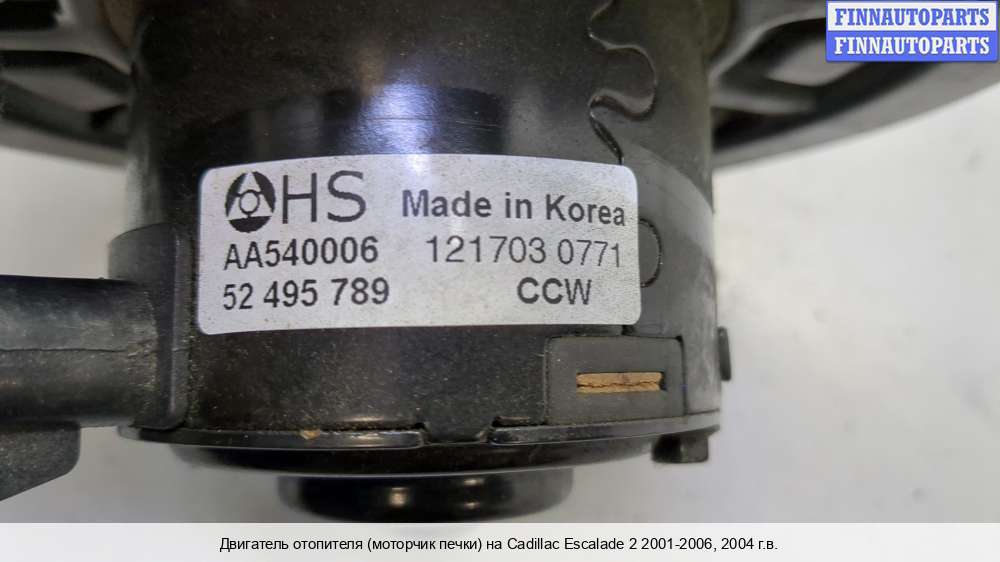 FINNAUTOPARTS
FINNAUTOPARTS
HS Made in Korea
AA540006 121703 0771
52 495 789 CCW
Двигатель отопителя (моторчик печки) на Cadillac Escalade 2 2001-2006, 2004 г.в.